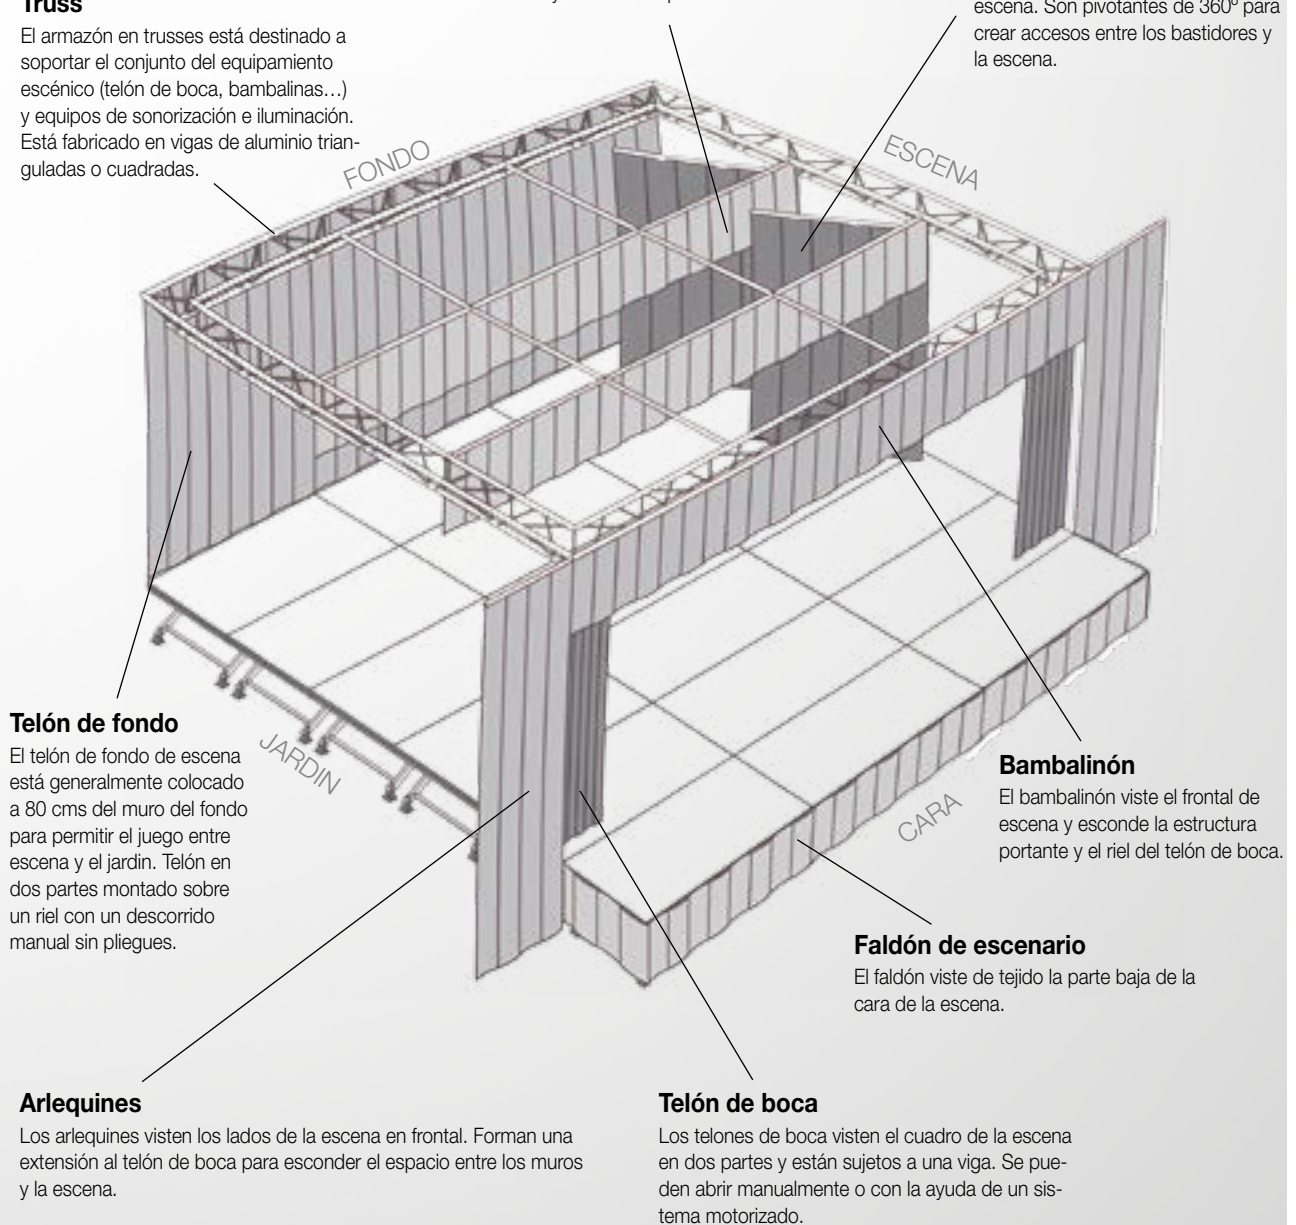 Truss
El armazón en trusses está destinado a
soportar el conjunto del equipamiento
escénico (telón de boca, bambalinas…)
y equipos de sonorización e iluminación.
Está fabricado en vigas de aluminio trian-
guladas o cuadradas.
escena. Son pivotantes de 360º para
crear accesos entre los bastidores y
la escena.
FONDO
ESCENA
JARDIN
CARA
Telón de fondo
El telón de fondo de escena
está generalmente colocado
a 80 cms del muro del fondo
para permitir el juego entre
escena y el jardin. Telón en
dos partes montado sobre
un riel con un descorrido
manual sin pliegues.
Bambalinón
El bambalinón viste el frontal de
escena y esconde la estructura
portante y el riel del telón de boca.
Faldón de escenario
El faldón viste de tejido la parte baja de la
cara de la escena.
Arlequines
Los arlequines visten los lados de la escena en frontal. Forman una
extensión al telón de boca para esconder el espacio entre los muros
y la escena.
Telón de boca
Los telones de boca visten el cuadro de la escena
en dos partes y están sujetos a una viga. Se pue-
den abrir manualmente o con la ayuda de un sis-
tema motorizado.